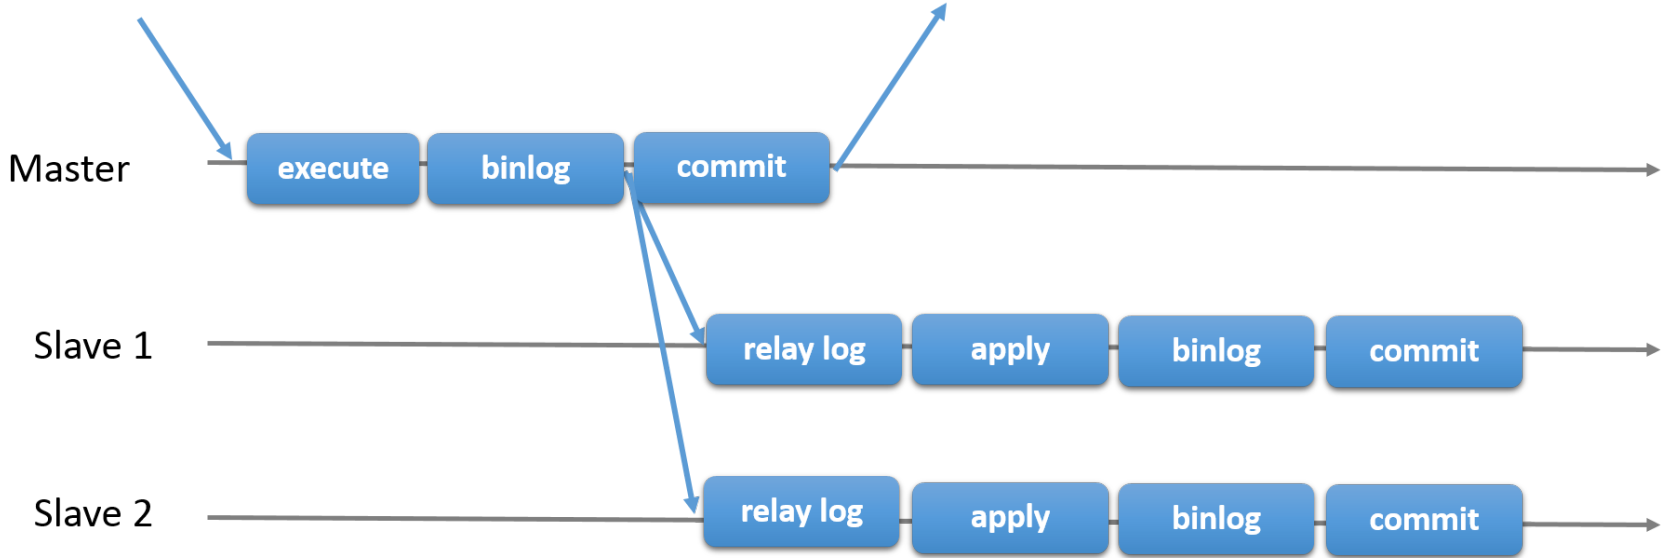 Master execute binlog commit
Slave 1 relay log apply binlog commit
Slave 2 relay log apply binlog commit